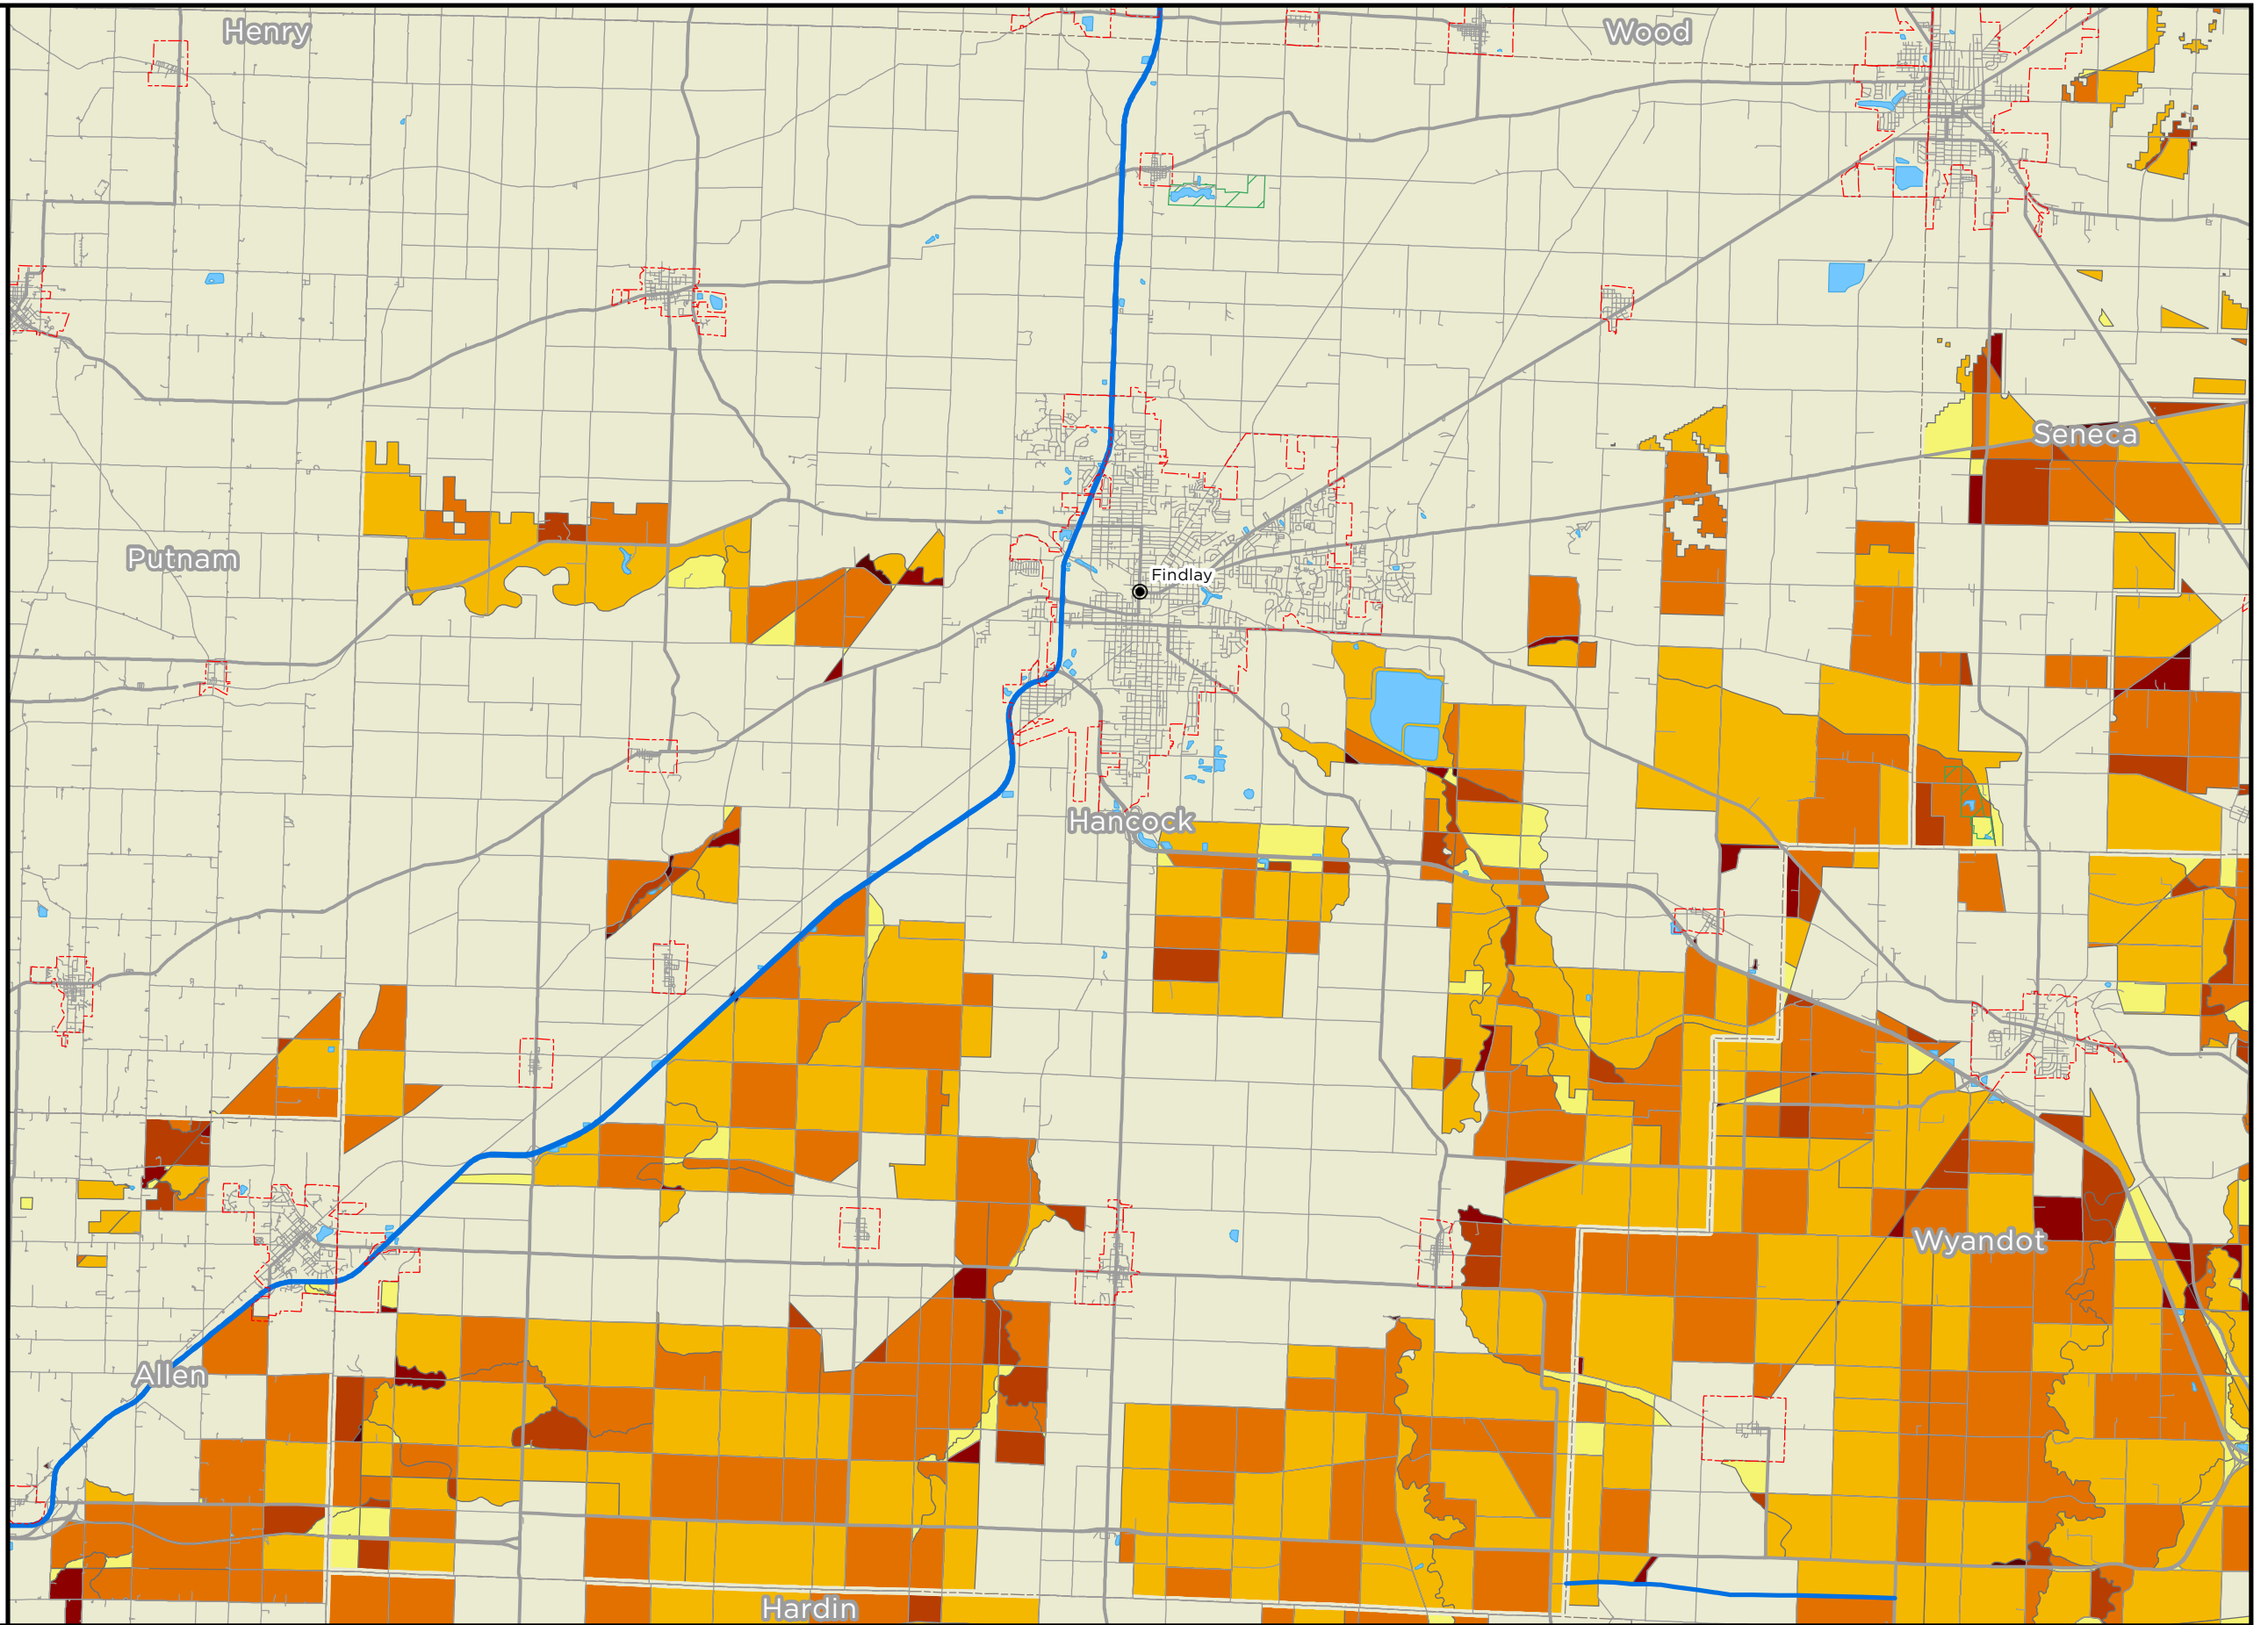 Henry
Wood
Seneca
Putnam
Findlay
Hancock
Wyandot
Allen
Hardin